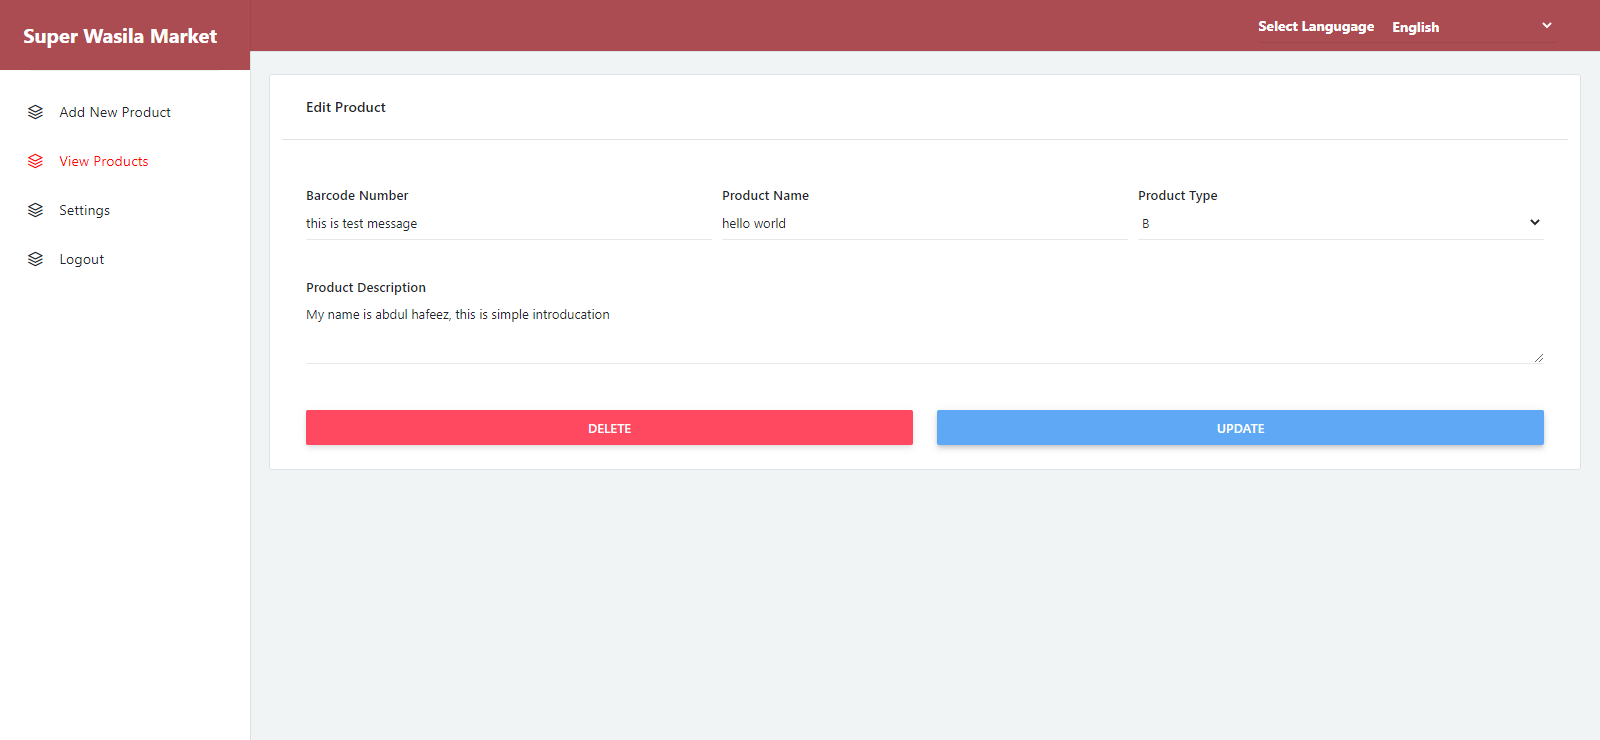 Super Wasila Market
Select Langugage English
Add New Product
View Products
Settings
Logout
Edit Product
Barcode Number Product Name Product Type
this is test message hello world B
Product Description
My name is abdul hafeez, this is simple introducation
DELETE UPDATE